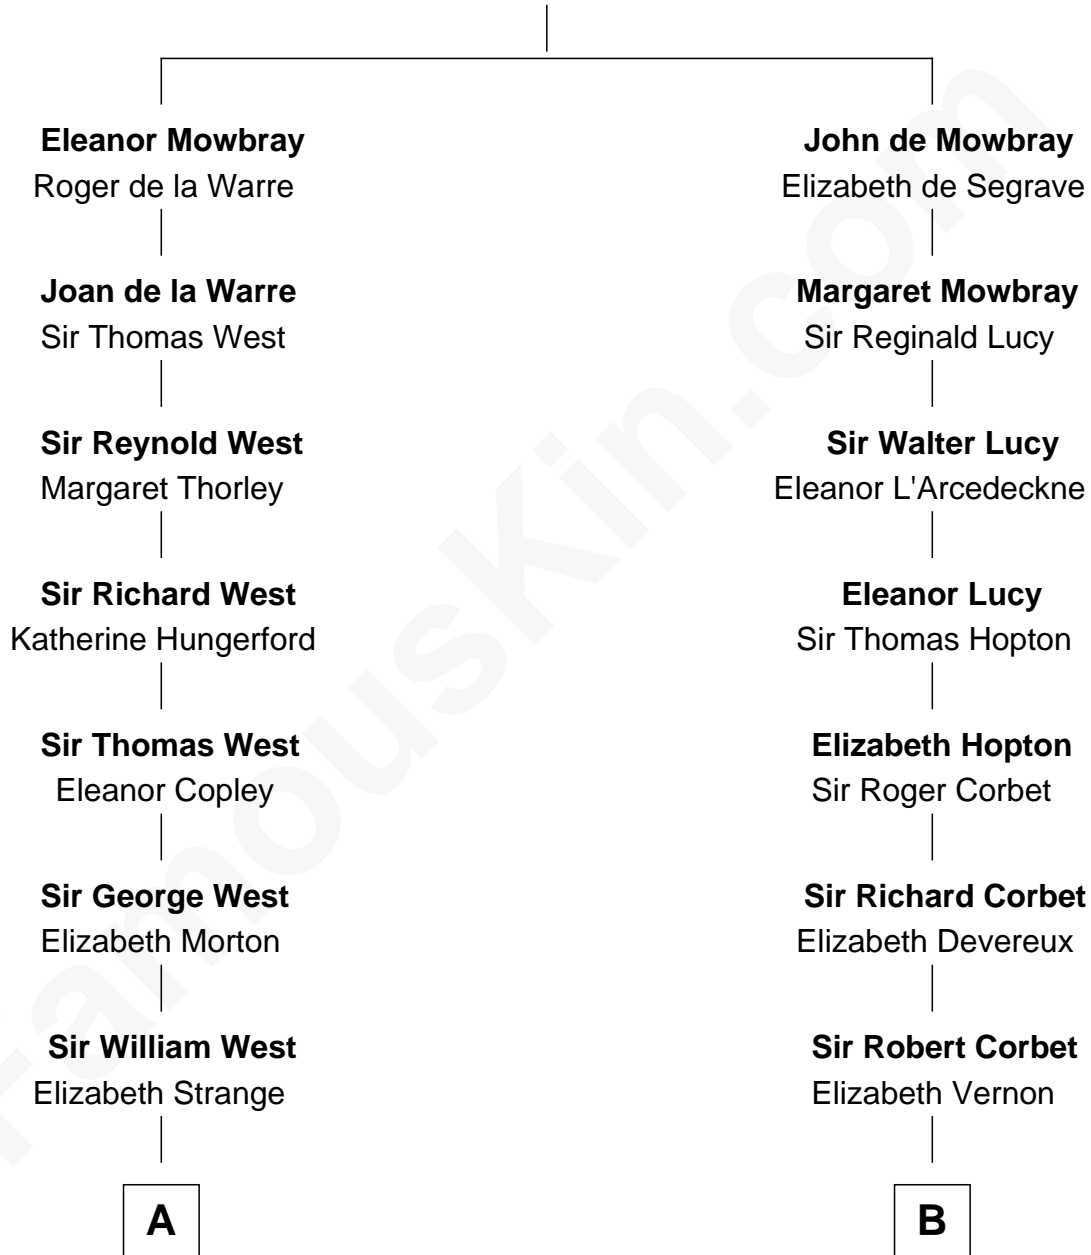 Eleanor Mowbray
Roger de la Warre
Joan de la Warre
Sir Thomas West
Sir Reynold West
Margaret Thorley
Sir Richard West
Katherine Hungerford
Sir Thomas West
Eleanor Copley
Sir George West
Elizabeth Morton
Sir William West
Elizabeth Strange
A
John de Mowbray
Elizabeth de Segrave
Margaret Mowbray
Sir Reginald Lucy
Sir Walter Lucy
Eleanor L'Arcedeckne
Eleanor Lucy
Sir Thomas Hopton
Elizabeth Hopton
Sir Roger Corbet
Sir Richard Corbet
Elizabeth Devereux
Sir Robert Corbet
Elizabeth Vernon
B
FamousKin.com